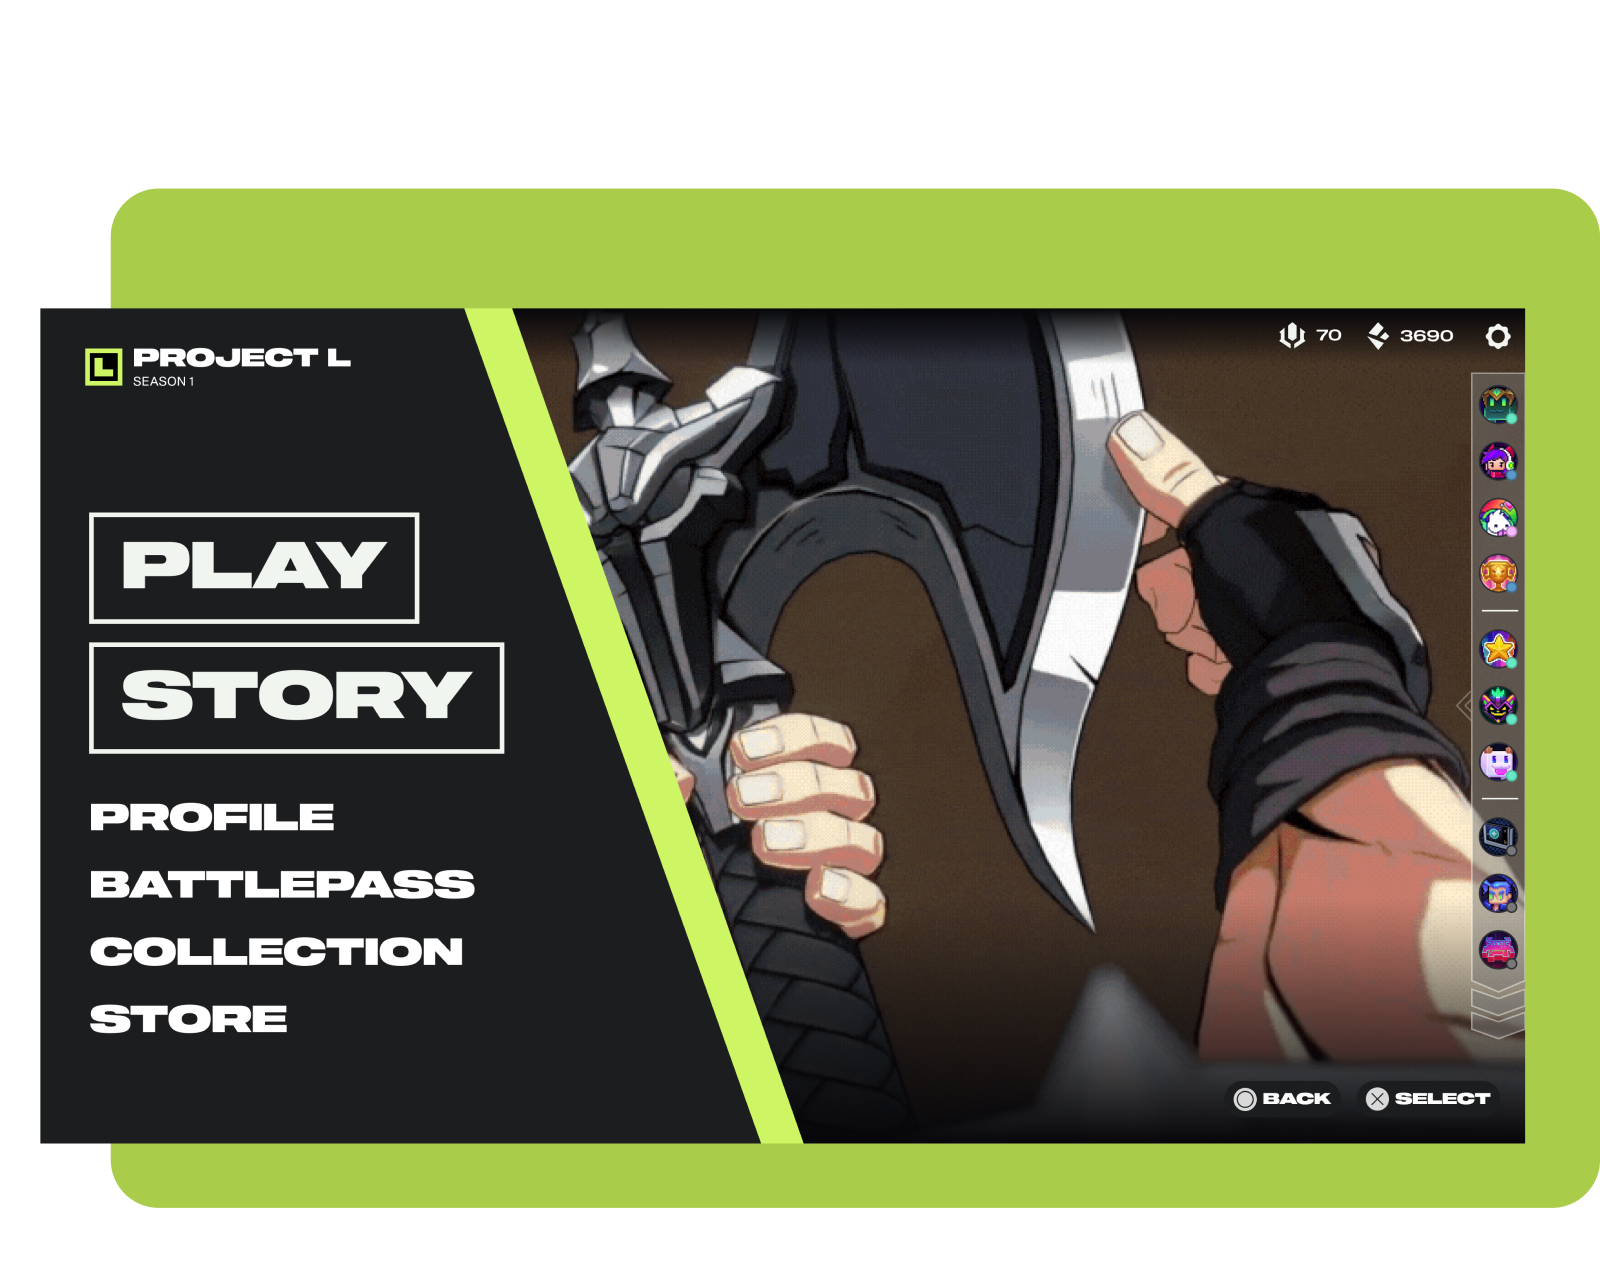 PROJECT L
SEASON 1
70
3690
PLAY
STORY
PROFILE
BATTLEPASS
COLLECTION
STORE
BACK
SELECT